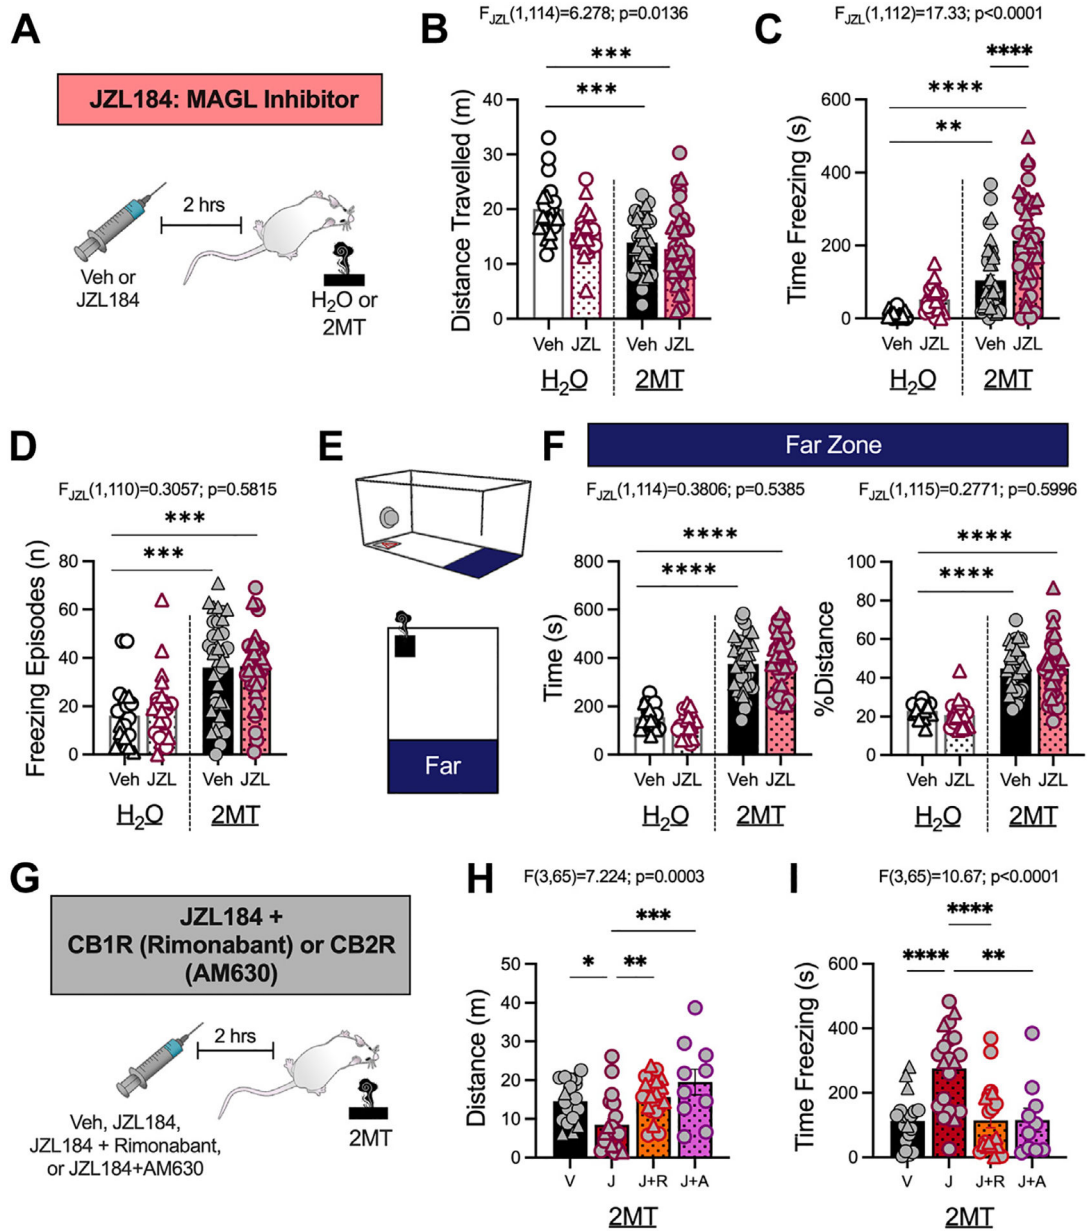 A
JZL184: MAGL Inhibitor
2 hrs
Veh or
JZL184
H₂O or
2MT
B
F_JZL(1,114)=6.278; p=0.0136
***
***
Distance Travelled (m)
40
30
20
10
0
Veh JZL Veh JZL
H₂O 2MT
C
F_JZL(1,112)=17.33; p<0.0001
****
****
**
Time Freezing (s)
600
400
200
0
Veh JZL Veh JZL
H₂O 2MT
D
F_JZL(1,110)=0.3057; p=0.5815
***
***
Freezing Episodes (n)
80
60
40
20
0
Veh JZL Veh JZL
H₂O 2MT
E
Far
F
Far Zone
F_JZL(1,114)=0.3806; p=0.5385
****
****
Time (s)
800
600
400
200
0
Veh JZL Veh JZL
H₂O 2MT
F_JZL(1,115)=0.2771; p=0.5996
****
****
%Distance
100
80
60
40
20
0
Veh JZL Veh JZL
H₂O 2MT
G
JZL184 +
CB1R (Rimonabant) or CB2R
(AM630)
2 hrs
Veh, JZL184,
JZL184 + Rimonabant,
or JZL184+AM630
2MT
H
F(3,65)=7.224; p=0.0003
***
* **
Distance (m)
50
40
30
20
10
0
V J J+R J+A
2MT
I
F(3,65)=10.67; p<0.0001
****
**** **
Time Freezing (s)
600
400
200
0
V J J+R J+A
2MT